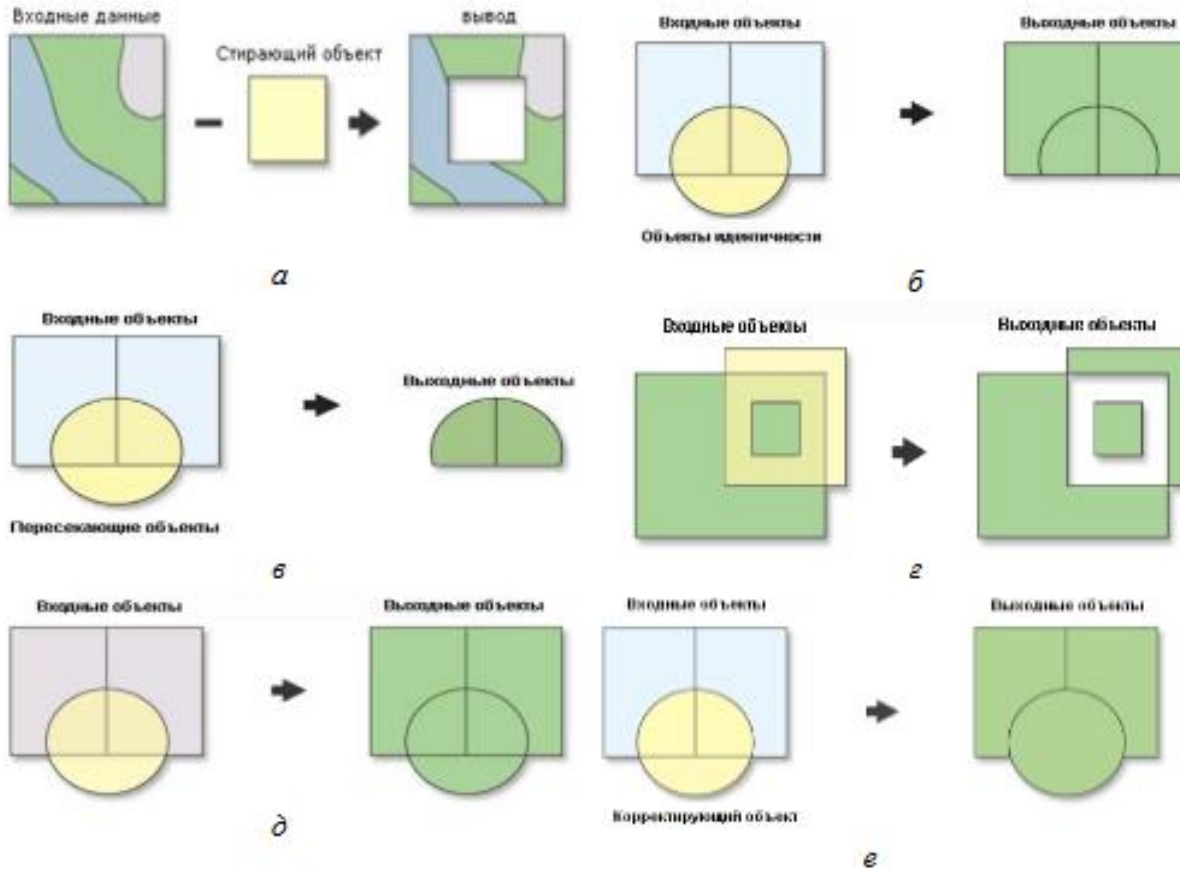 Входные данные
вывод
Стирающий объект
а
Входные объекты
Выходные объекты
Объекты идентичности
б
Входные объекты
Выходные объекты
Пересекающие объекты
в
Входные объекты
Выходные объекты
г
Входные объекты
Выходные объекты
д
Входные объекты
Выходные объекты
Корректирующий объект
е